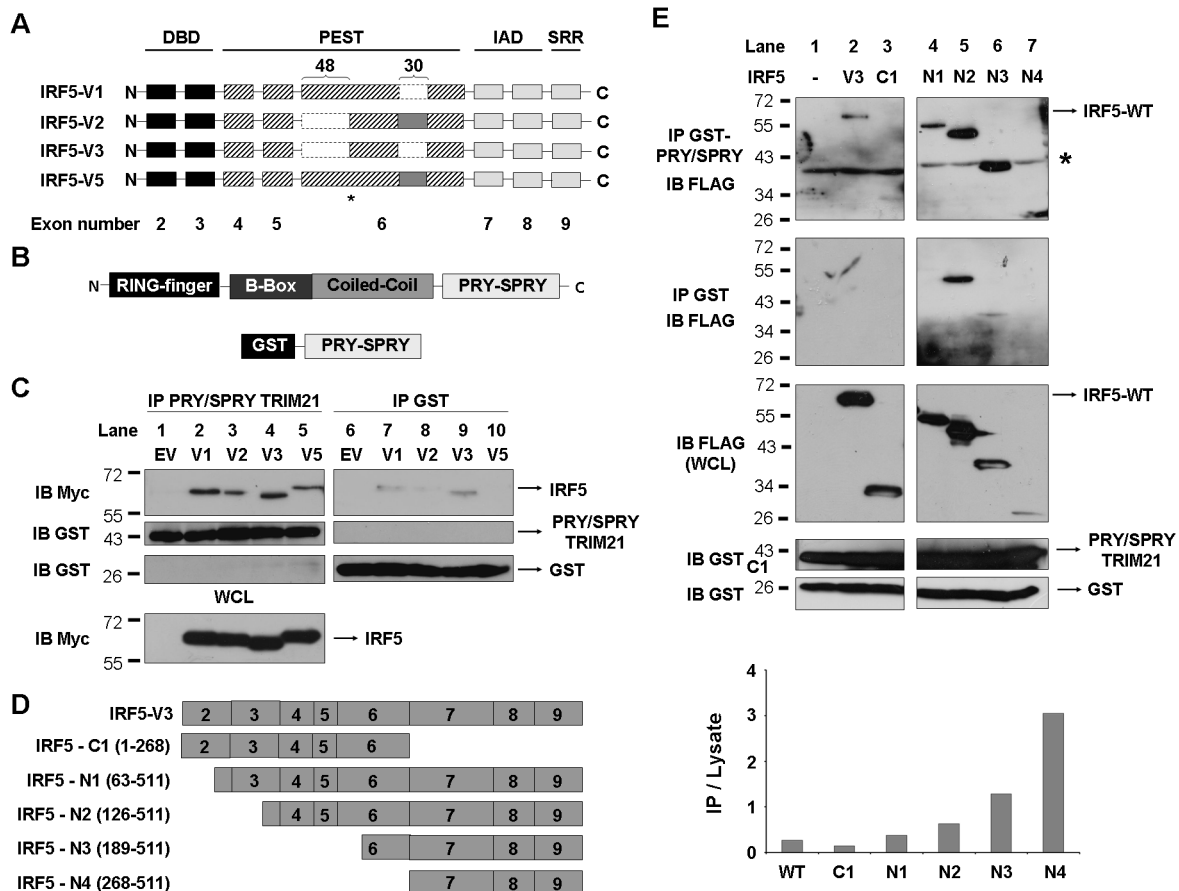 A
DBD PEST IAD SRR
48 30
IRF5-V1 N C
IRF5-V2 N C
IRF5-V3 N C
IRF5-V5 N C
*
Exon number 2 3 4 5 6 7 8 9
B
N RING-finger B-Box Coiled-Coil PRY-SPRY C
GST PRY-SPRY
C
IP PRY/SPRY TRIM21 IP GST
Lane 1 2 3 4 5 6 7 8 9 10
EV V1 V2 V3 V5 EV V1 V2 V3 V5
72
IB Myc IRF5
55
IB GST 43 PRY/SPRY
TRIM21
IB GST 26 GST
WCL
72
IB Myc IRF5
55
D
IRF5-V3 2 3 4 5 6 7 8 9
IRF5 - C1 (1-268) 2 3 4 5 6
IRF5 - N1 (63-511) 3 4 5 6 7 8 9
IRF5 - N2 (126-511) 4 5 6 7 8 9
IRF5 - N3 (189-511) 6 7 8 9
IRF5 - N4 (268-511) 7 8 9
E
Lane 1 2 3 4 5 6 7
IRF5 - V3 C1 N1 N2 N3 N4
72
IRF5-WT
55
IP GST-
PRY/SPRY
43 *
IB FLAG
34
26
72
55
IP GST
43
IB FLAG
34
26
72
IRF5-WT
55
IB FLAG
43
(WCL)
34
26
IB GST 43 PRY/SPRY
C1 TRIM21
IB GST 26 GST
4
3
2
1
0
IP / Lysate
WT C1 N1 N2 N3 N4